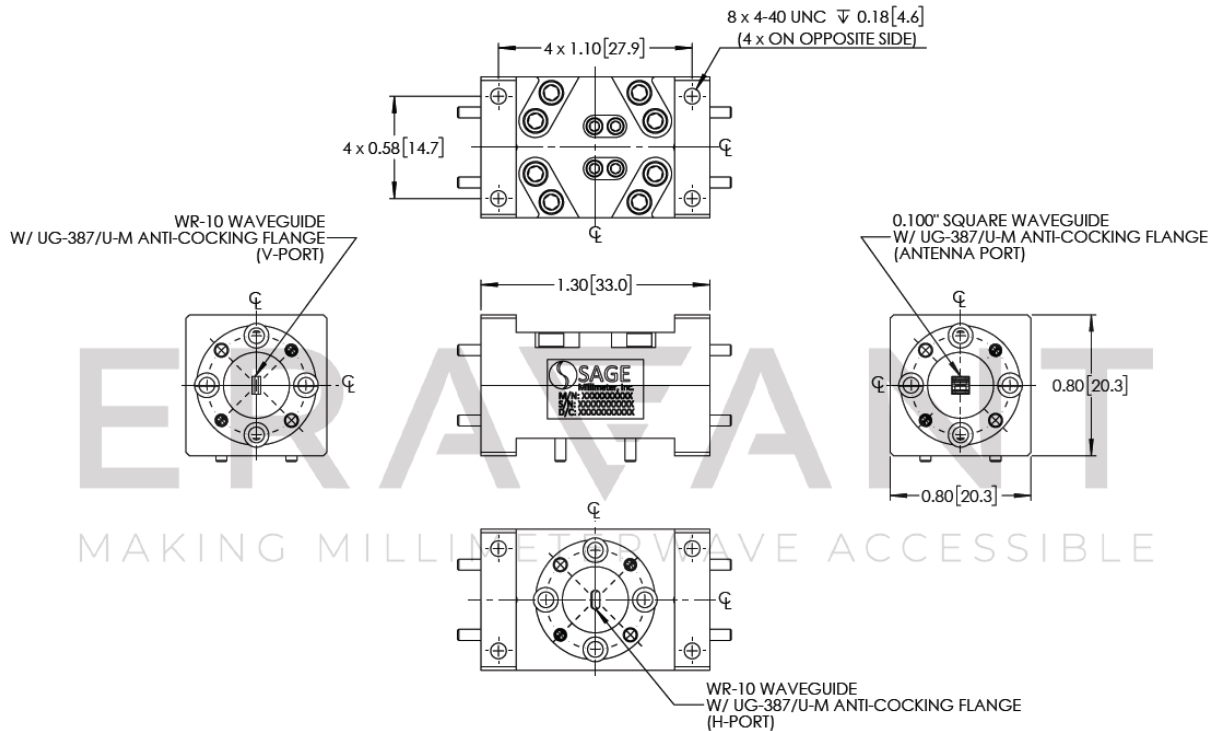 8 x 4-40 UNC ↧ 0.18[4.6]
(4 x ON OPPOSITE SIDE)
4 x 1.10[27.9]
4 x 0.58[14.7]
℄
℄
WR-10 WAVEGUIDE
W/ UG-387/U-M ANTI-COCKING FLANGE
(V-PORT)
0.100" SQUARE WAVEGUIDE
W/ UG-387/U-M ANTI-COCKING FLANGE
(ANTENNA PORT)
1.30[33.0]
℄
℄
℄
℄
SAGE
Millimeter, Inc.
M/N: XXXXXXXXXX
S/N: XXXXXXXXXXX
D/C: XXXXXXXXXXX
0.80[20.3]
0.80[20.3]
ERAVANT
MAKING MILLIMETERWAVE ACCESSIBLE
℄
℄
WR-10 WAVEGUIDE
W/ UG-387/U-M ANTI-COCKING FLANGE
(H-PORT)